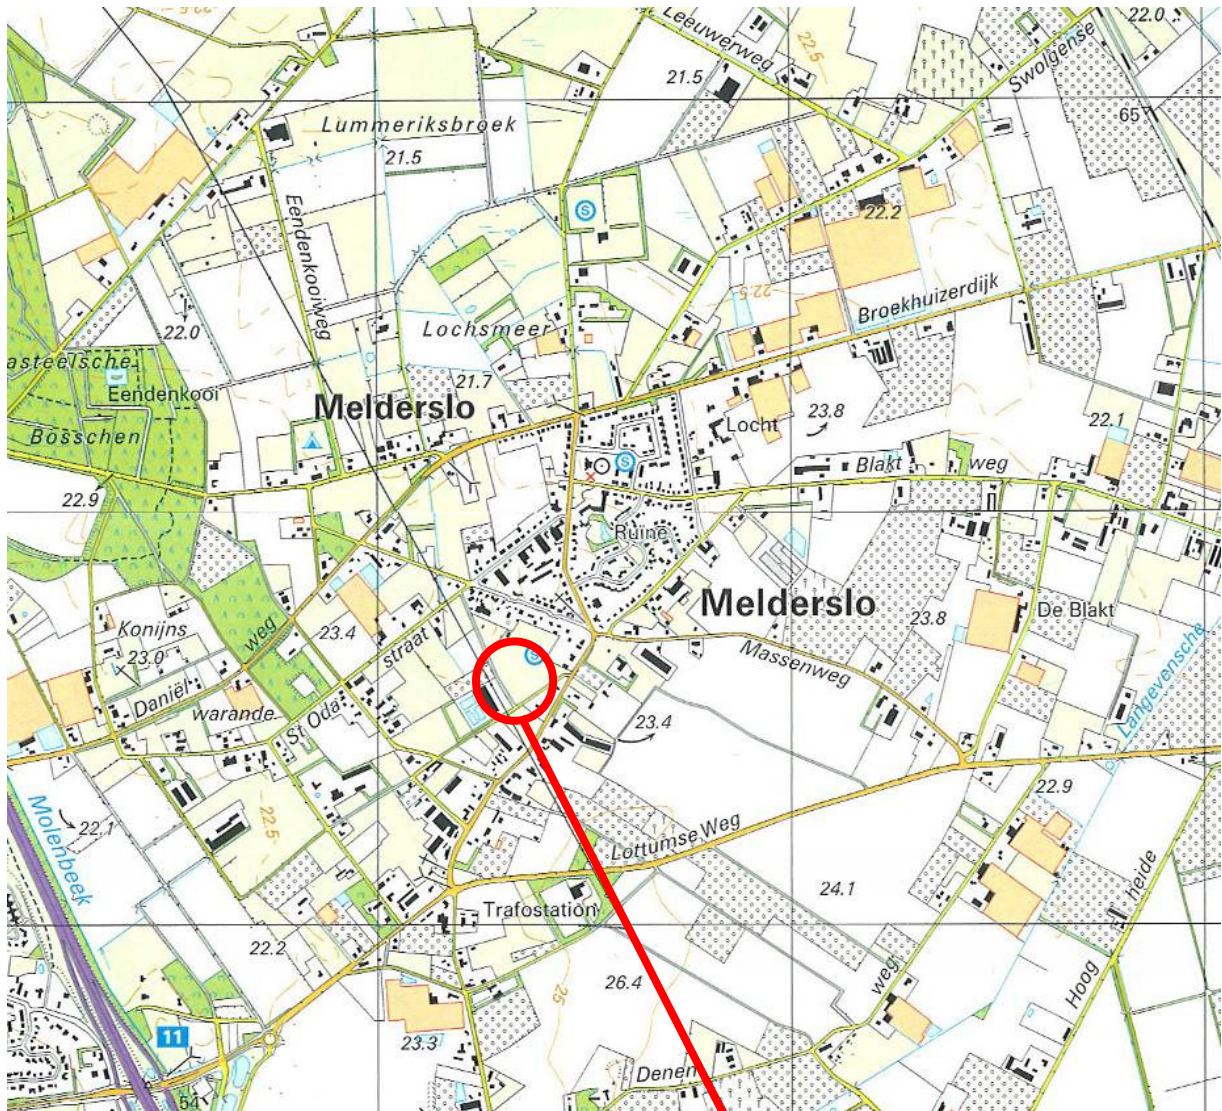 Leeuwerweg
22.5
22.0
Swolgense
21.5
65
Lummeriksbroek
21.5
Eendenkooiweg
S
22.2
22.5
Broekhuizerdijk
22.0
Lochsmeer
asteelsche
21.7
Eendenkooi
Melderslo
23.8
Locht
22.1
Bosschen
S
Blakt weg
22.9
Ruine
Melderslo
De Blakt
Konijns
23.4
23.8
weg
straat
Massenweg
23.0
Langevensche
Daniël
S
warande
St Oda
23.4
22.9
Molenbeek
22.1
22.5
Lottumse Weg
heide
24.1
Trafostation
22.2
weg
Hoog
26.4
25
11
23.3
Denen
54